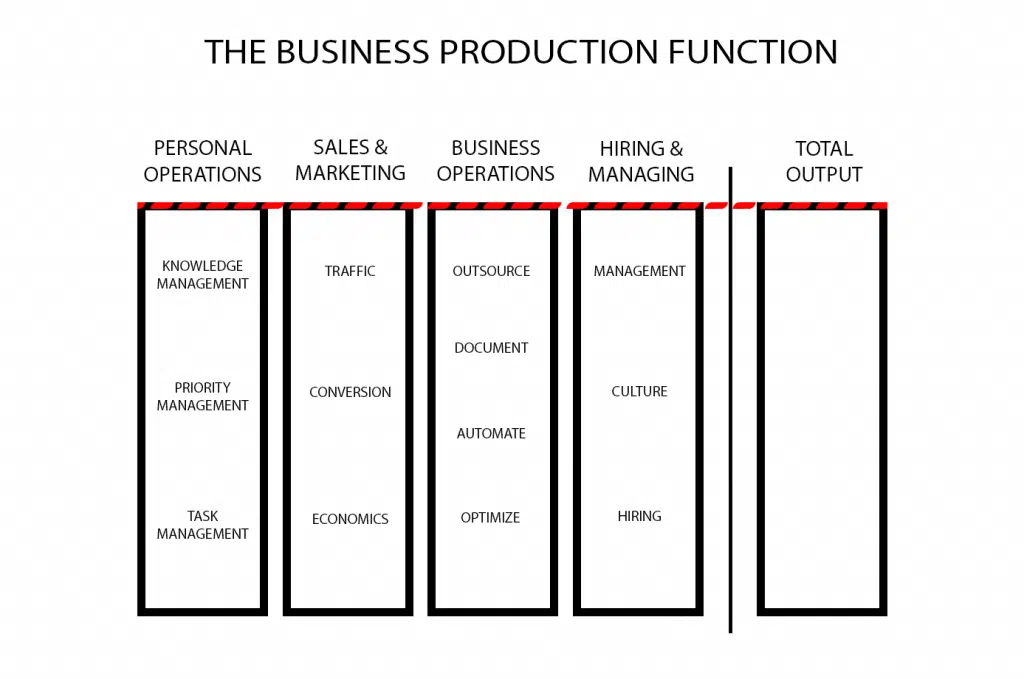 THE BUSINESS PRODUCTION FUNCTION
PERSONAL
OPERATIONS
SALES &
MARKETING
BUSINESS
OPERATIONS
HIRING &
MANAGING
TOTAL
OUTPUT
KNOWLEDGE
MANAGEMENT
PRIORITY
MANAGEMENT
TASK
MANAGEMENT
TRAFFIC
CONVERSION
ECONOMICS
OUTSOURCE
DOCUMENT
AUTOMATE
OPTIMIZE
MANAGEMENT
CULTURE
HIRING